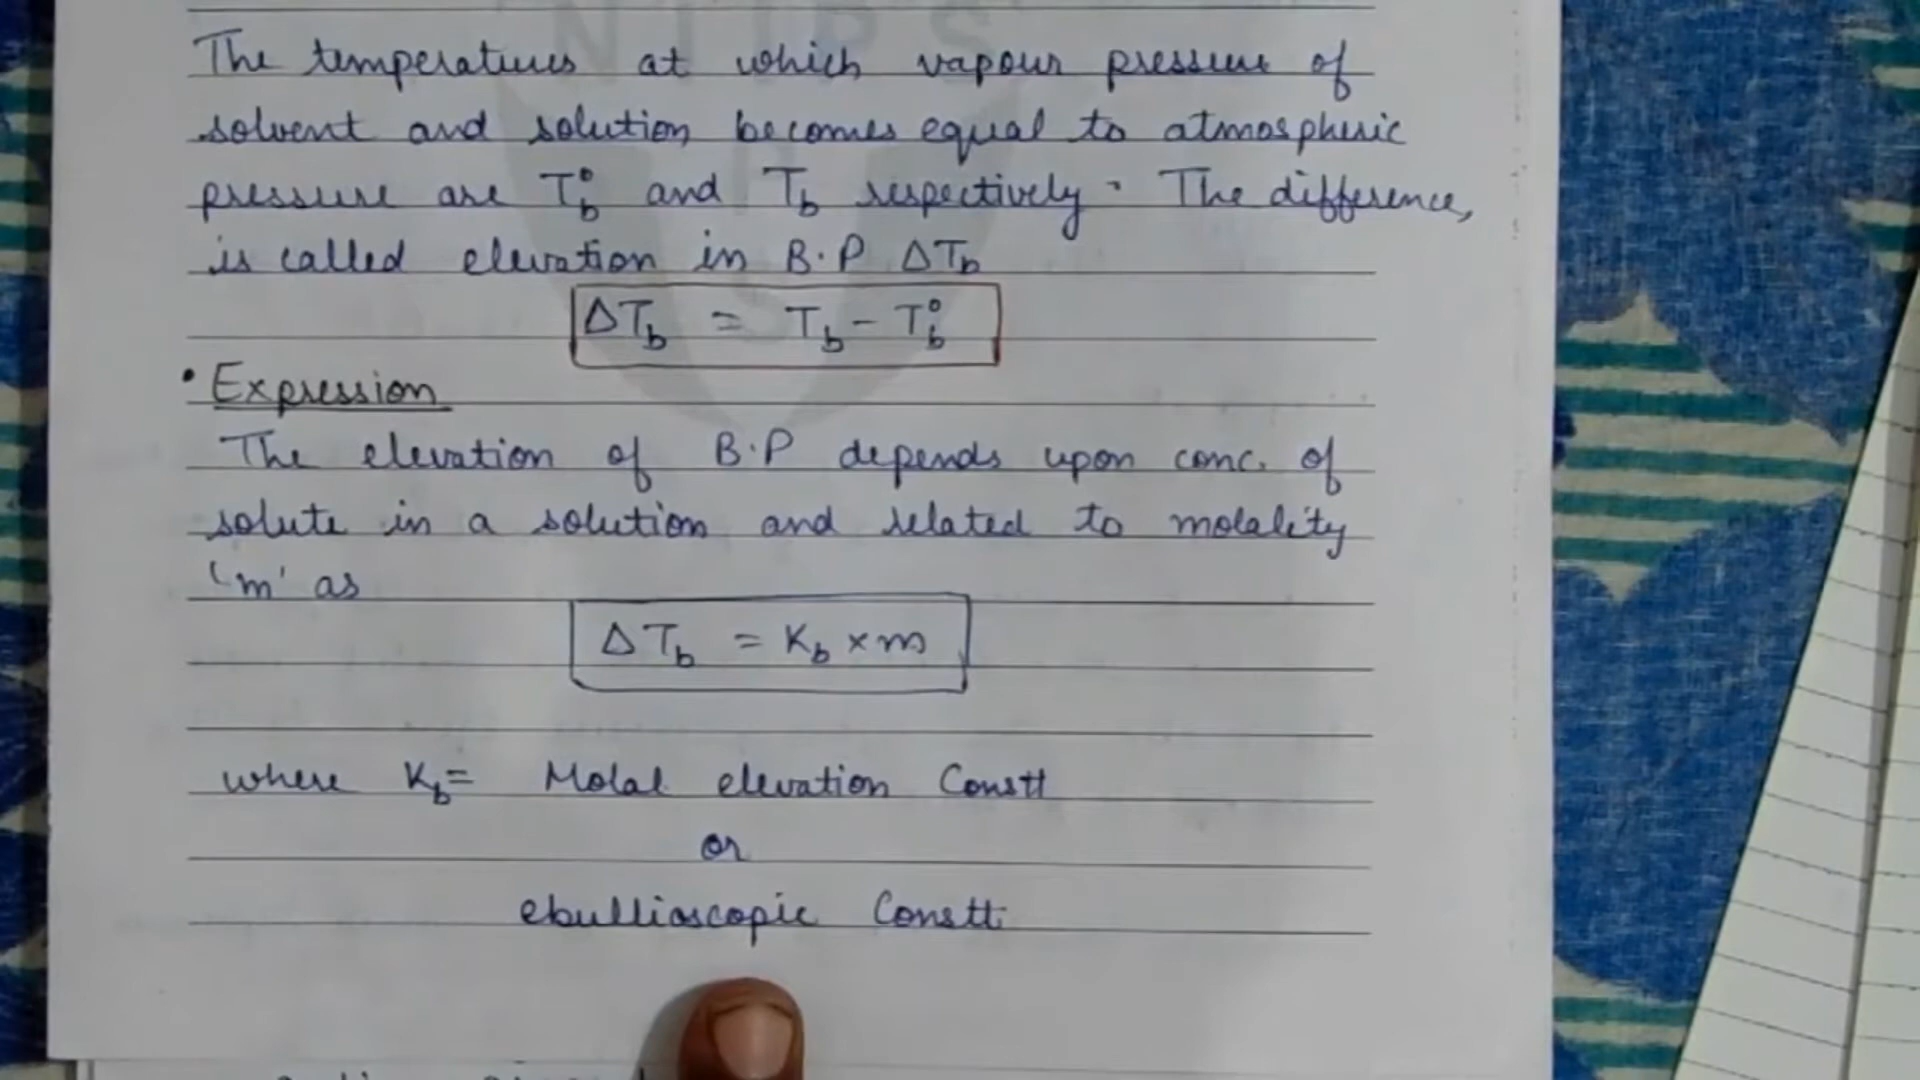 NIIPS
The temperatures at which vapour pressure of
solvent and solution becomes equal to atmospheric
pressure are T°b and Tb respectively. The difference,
is called elevation in B.P ΔTb
ΔTb = Tb - T°b
• Expression
The elevation of B.P depends upon conc. of
solute in a solution and related to molality
'm' as
ΔTb = Kb × m
where Kb = Molal elevation Constt
or
ebullioscopic Constt.